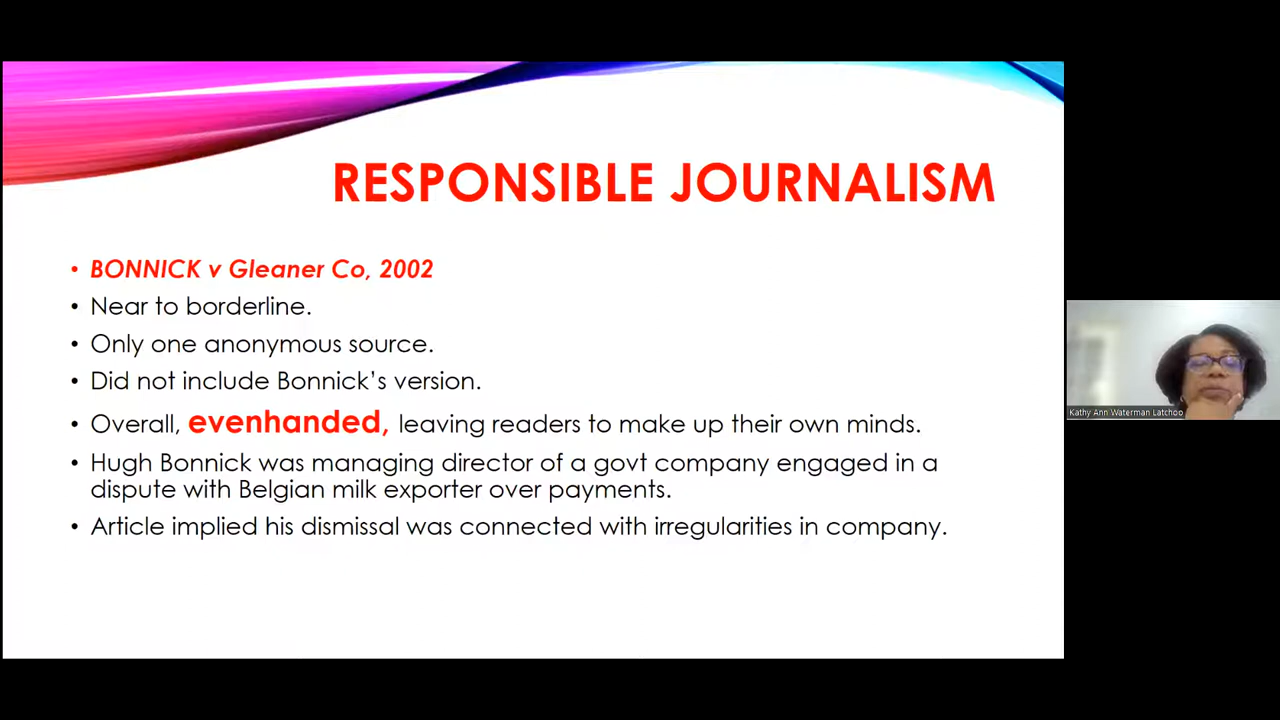 RESPONSIBLE JOURNALISM
• BONNICK v Gleaner Co, 2002
• Near to borderline.
• Only one anonymous source.
• Did not include Bonnick’s version.
• Overall, evenhanded, leaving readers to make up their own minds.
• Hugh Bonnick was managing director of a govt company engaged in a
dispute with Belgian milk exporter over payments.
• Article implied his dismissal was connected with irregularities in company.
Kathy Ann Waterman Latchoo